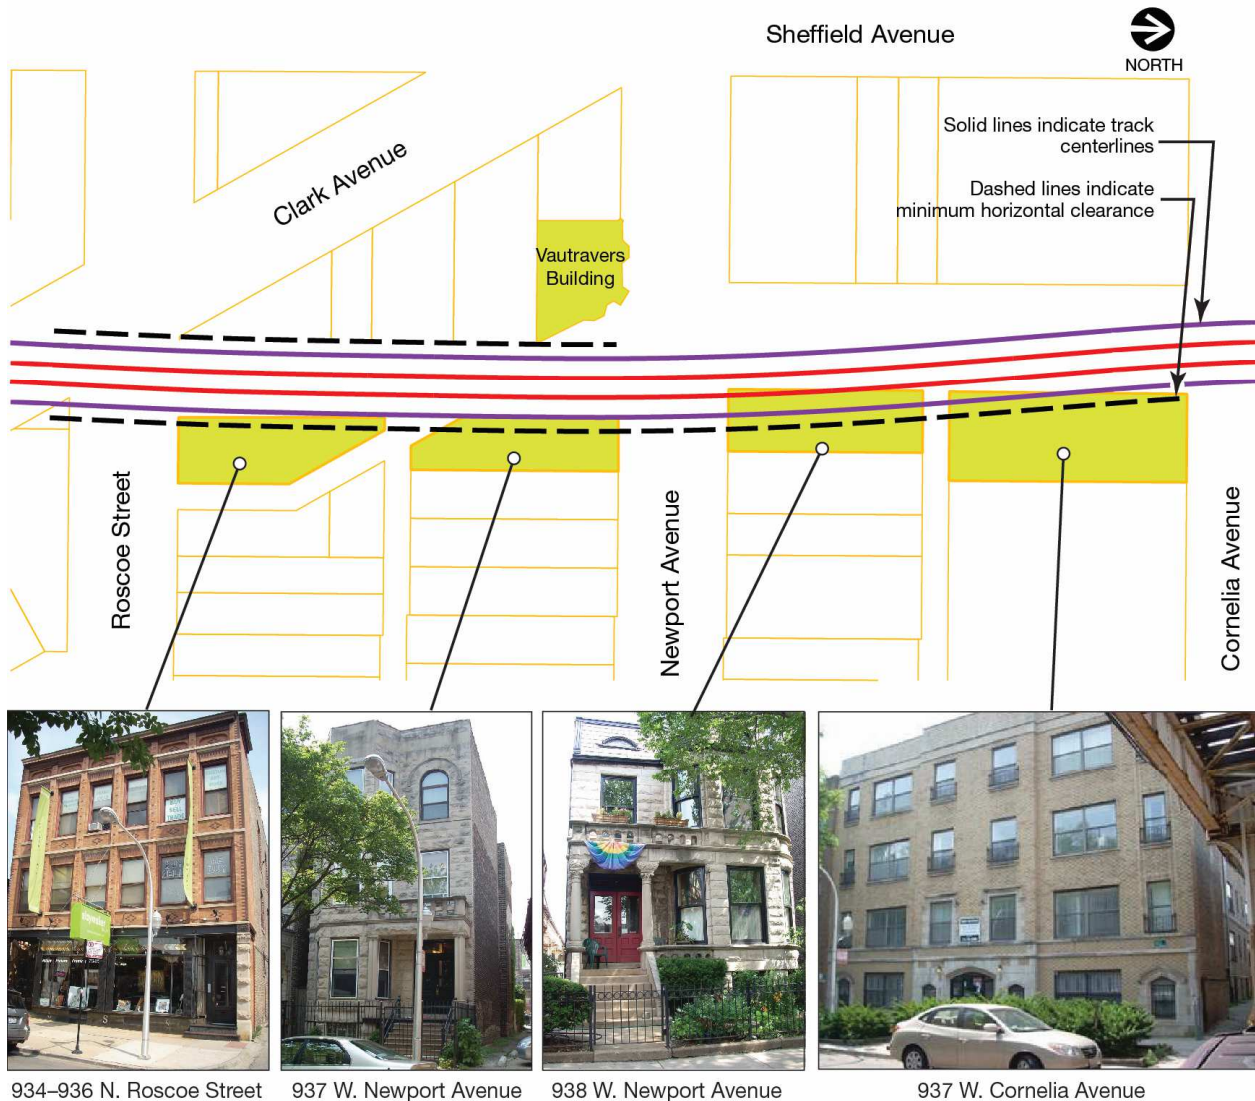 Sheffield Avenue
NORTH
Solid lines indicate track
centerlines
Dashed lines indicate
minimum horizontal clearance
Clark Avenue
Vautravers
Building
Roscoe Street
Newport Avenue
Cornelia Avenue
934–936 N. Roscoe Street
937 W. Newport Avenue
938 W. Newport Avenue
937 W. Cornelia Avenue